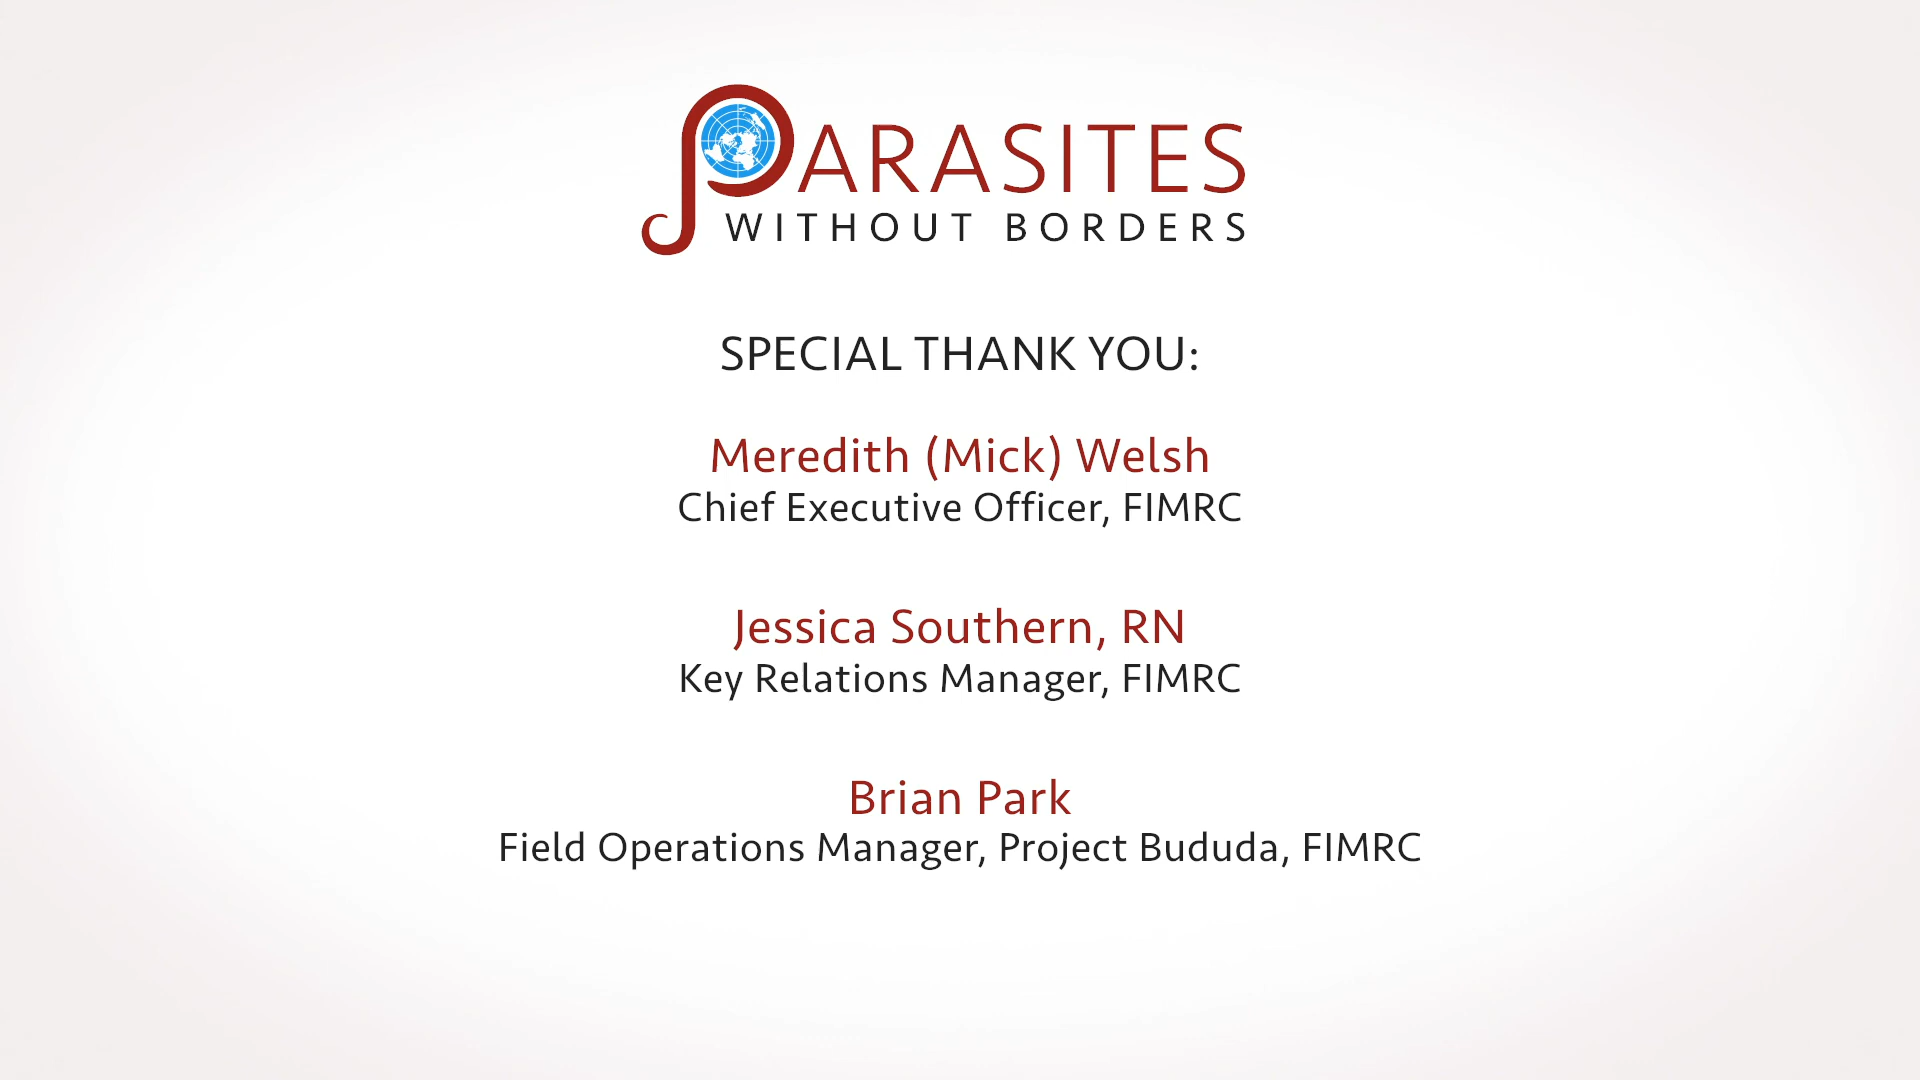 PARASITES
WITHOUT BORDERS
SPECIAL THANK YOU:
Meredith (Mick) Welsh
Chief Executive Officer, FIMRC
Jessica Southern, RN
Key Relations Manager, FIMRC
Brian Park
Field Operations Manager, Project Bududa, FIMRC